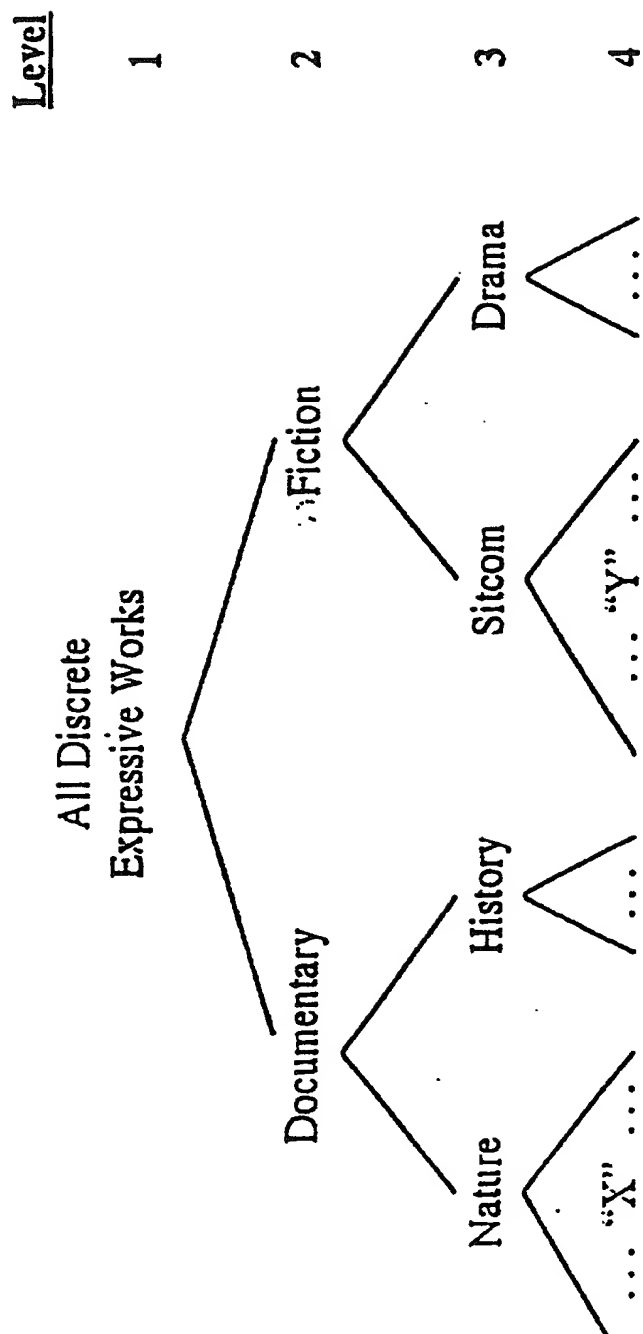 Level
All Discrete
Expressive Works
1
Documentary
Fiction
2
Nature
History
Sitcom
Drama
3
... "X" ...
...
... "Y" ...
...
4